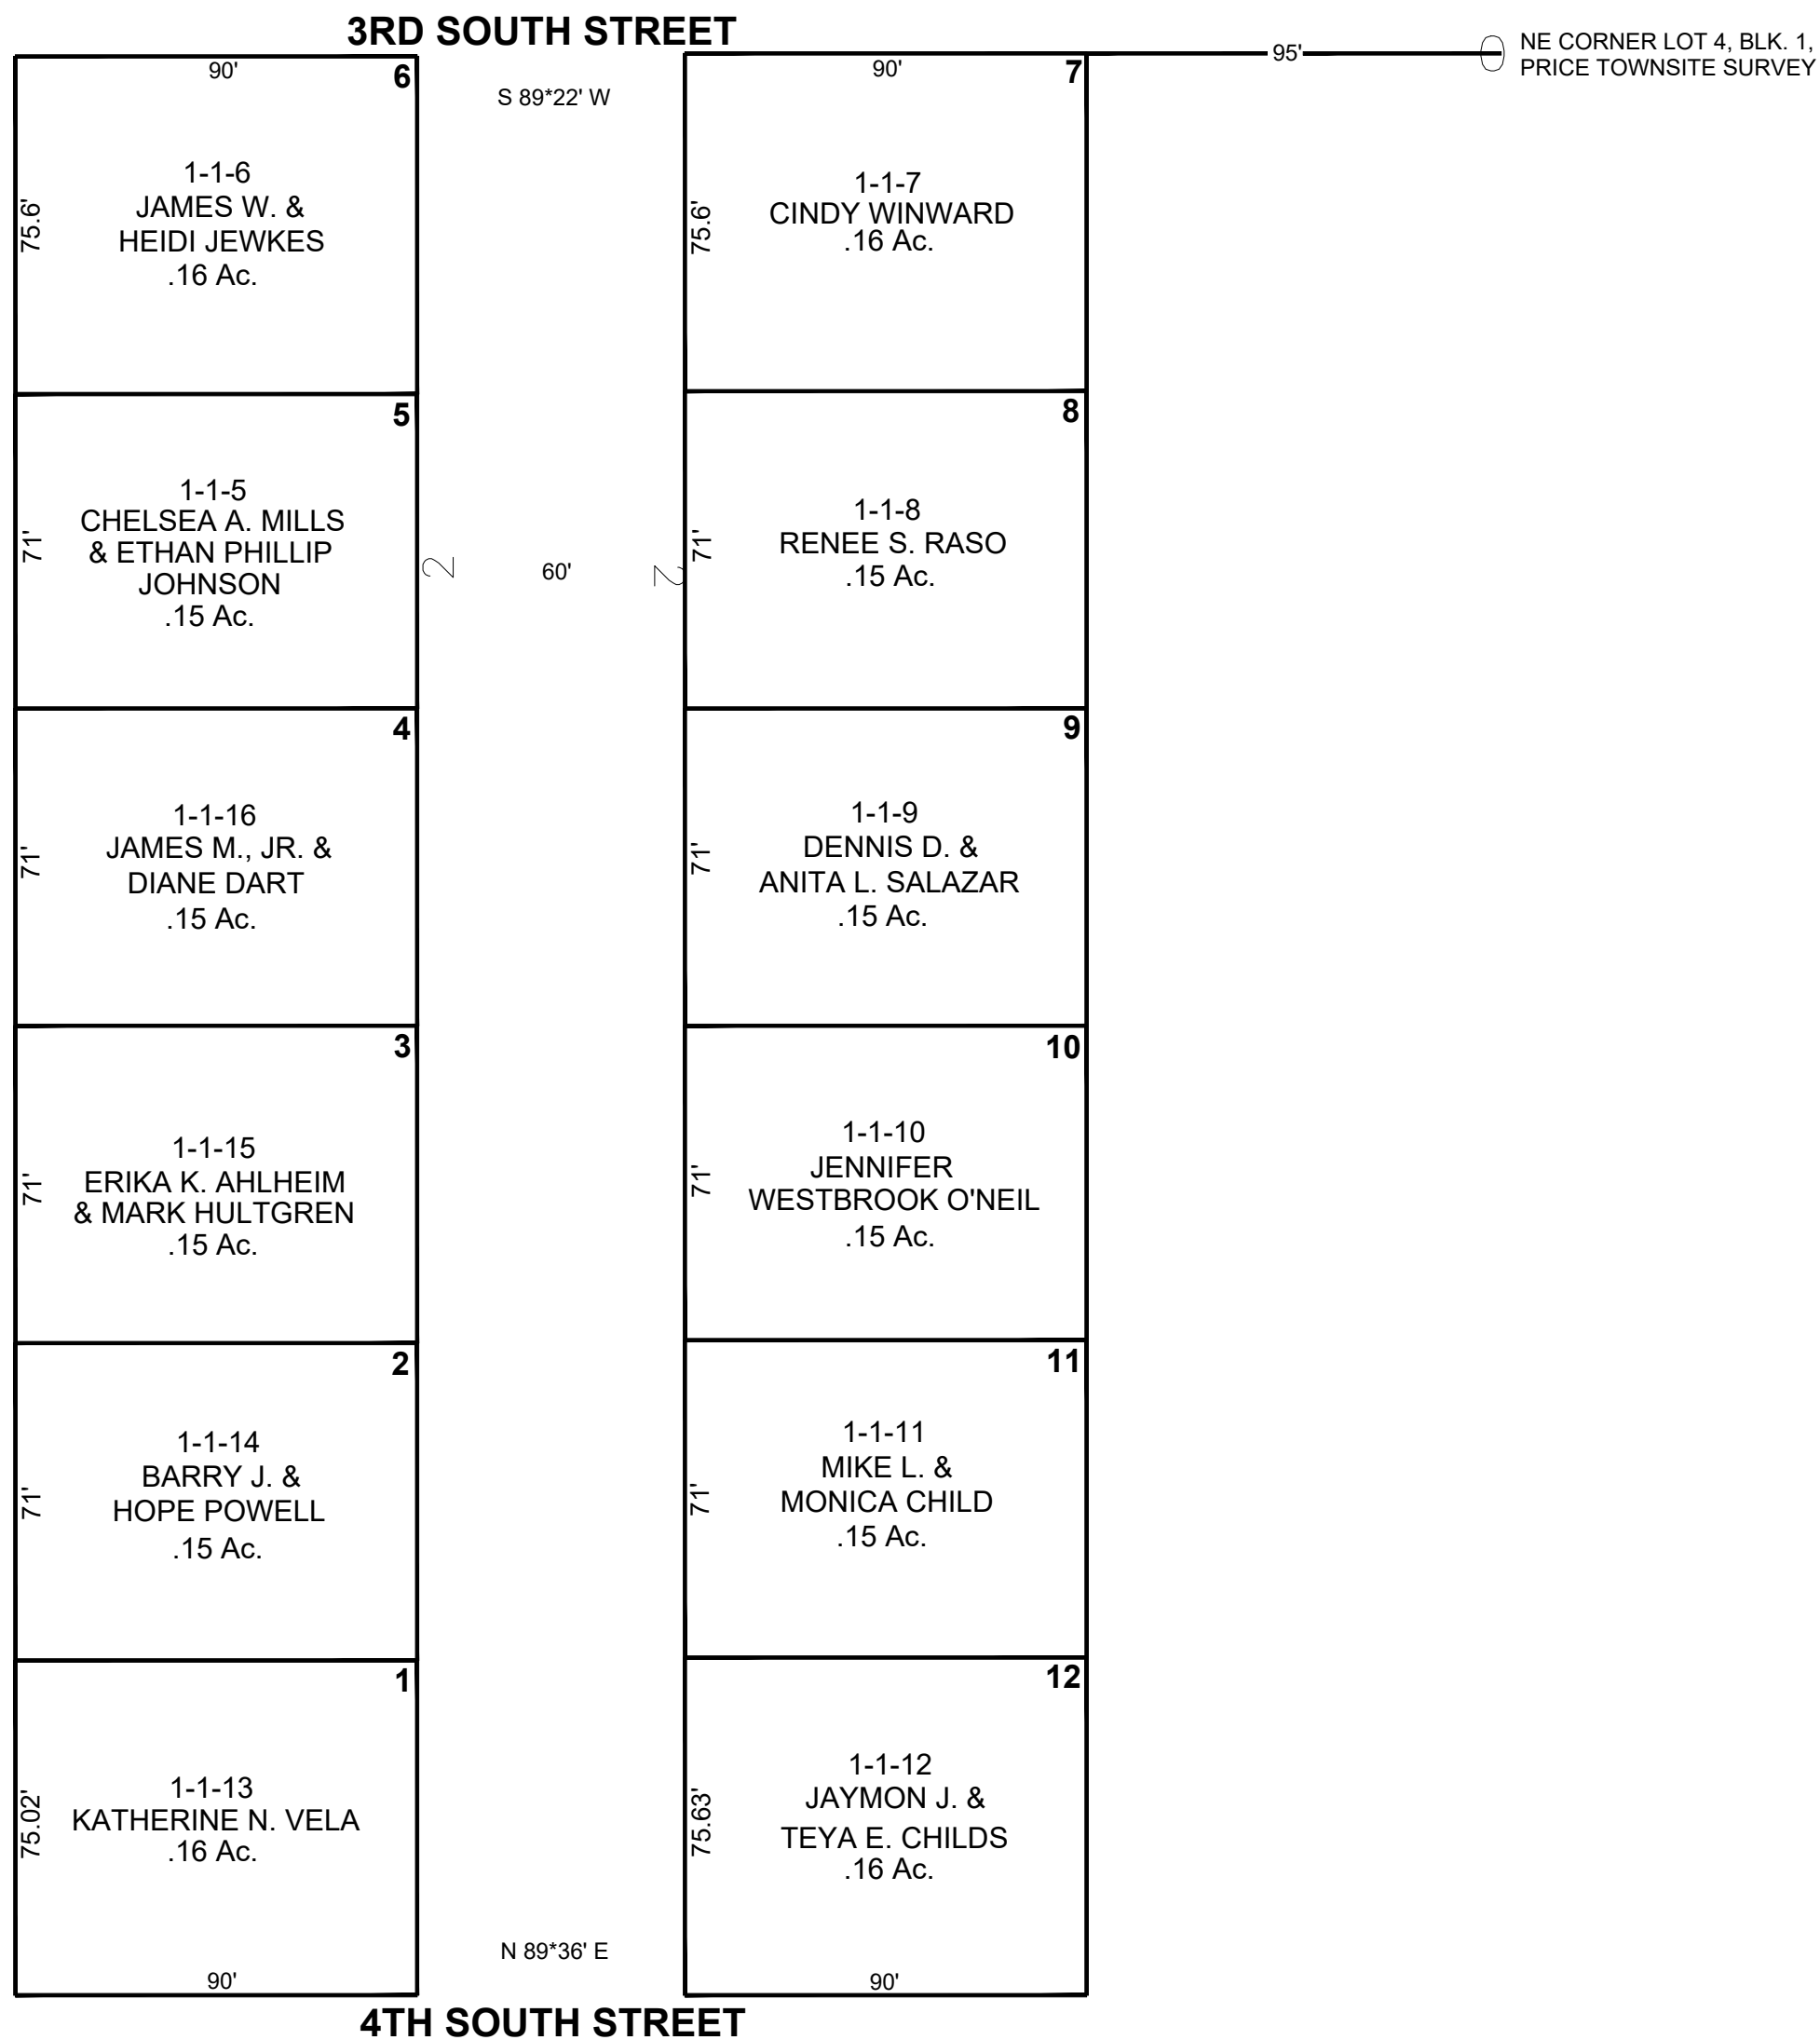 3RD SOUTH STREET
95'
NE CORNER LOT 4, BLK. 1,
PRICE TOWNSITE SURVEY
90'
6
S 89*22' W
90'
7
75.6'
1-1-6
JAMES W. &
HEIDI JEWKES
.16 Ac.
75.6'
1-1-7
CINDY WINWARD
.16 Ac.
5
71'
1-1-5
CHELSEA A. MILLS
& ETHAN PHILLIP
JOHNSON
.15 Ac.
2
60'
2
8
71'
1-1-8
RENEE S. RASO
.15 Ac.
4
71'
1-1-16
JAMES M., JR. &
DIANE DART
.15 Ac.
9
71'
1-1-9
DENNIS D. &
ANITA L. SALAZAR
.15 Ac.
3
71'
1-1-15
ERIKA K. AHLHEIM
& MARK HULTGREN
.15 Ac.
10
71'
1-1-10
JENNIFER
WESTBROOK O'NEIL
.15 Ac.
2
71'
1-1-14
BARRY J. &
HOPE POWELL
.15 Ac.
11
71'
1-1-11
MIKE L. &
MONICA CHILD
.15 Ac.
1
75.02'
1-1-13
KATHERINE N. VELA
.16 Ac.
90'
12
75.63'
1-1-12
JAYMON J. &
TEYA E. CHILDS
.16 Ac.
N 89*36' E
90'
4TH SOUTH STREET